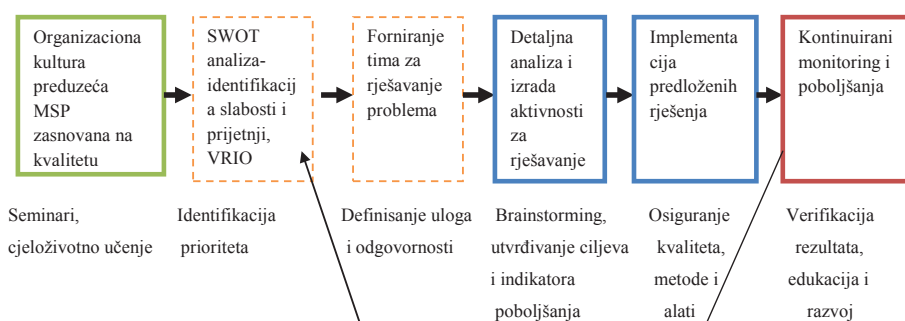 Organizaciona
kultura
preduzeća
MSP
zasnovana na
kvalitetu
SWOT
analiza-
identifikacij
a slabosti i
prijetnji,
VRIO
Forniranje
tima za
rješavanje
problema
Detaljna
analiza i
izrada
aktivnosti
za
rješavanje
Implementa
cija
predloženih
rješenja
Kontinuirani
monitoring i
poboljšanja
Seminari,
cjeloživotno učenje
Identifikacija
prioriteta
Definisanje uloga
i odgovornosti
Brainstorming,
utvrđivanje ciljeva
i indikatora
poboljšanja
Osiguranje
kvaliteta,
metode i
alati
Verifikacija
rezultata,
edukacija i
razvoj